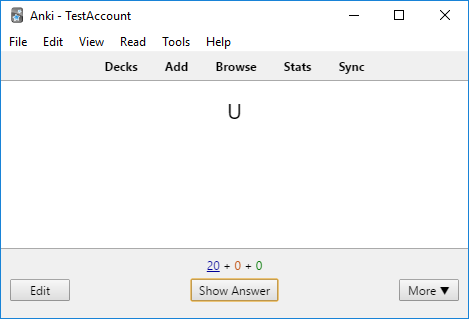 Anki - TestAccount
File Edit View Read Tools Help
Decks Add Browse Stats Sync
U
20 + 0 + 0
Edit Show Answer More ▼